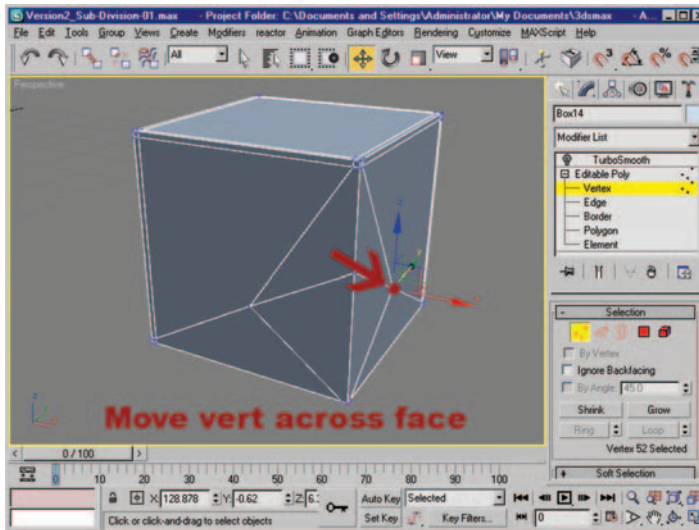 Version2_Sub-Division-01.max - Project Folder: C:\Documents and Settings\Administrator\My Documents\3dsmax - A...
File Edit Tools Group Views Create Modifiers reactor Animation Graph Editors Rendering Customize MAXScript Help
All View
Perspective
Box14
Modifier List
TurboSmooth
Editable Poly
Vertex
Edge
Border
Polygon
Element
Selection
By Vertex
Ignore Backfacing
By Angle: 45.0
Shrink Grow
Ring: Loop
Vertex 52 Selected
Soft Selection
Move vert across face
0 / 100
0 10 20 30 40 50 60 70 80 90 100
X: 128.878 Y: -0.62 Z: 6.
Auto Key Selected
Click or click-and-drag to select objects
Set Key Key Filters... 0